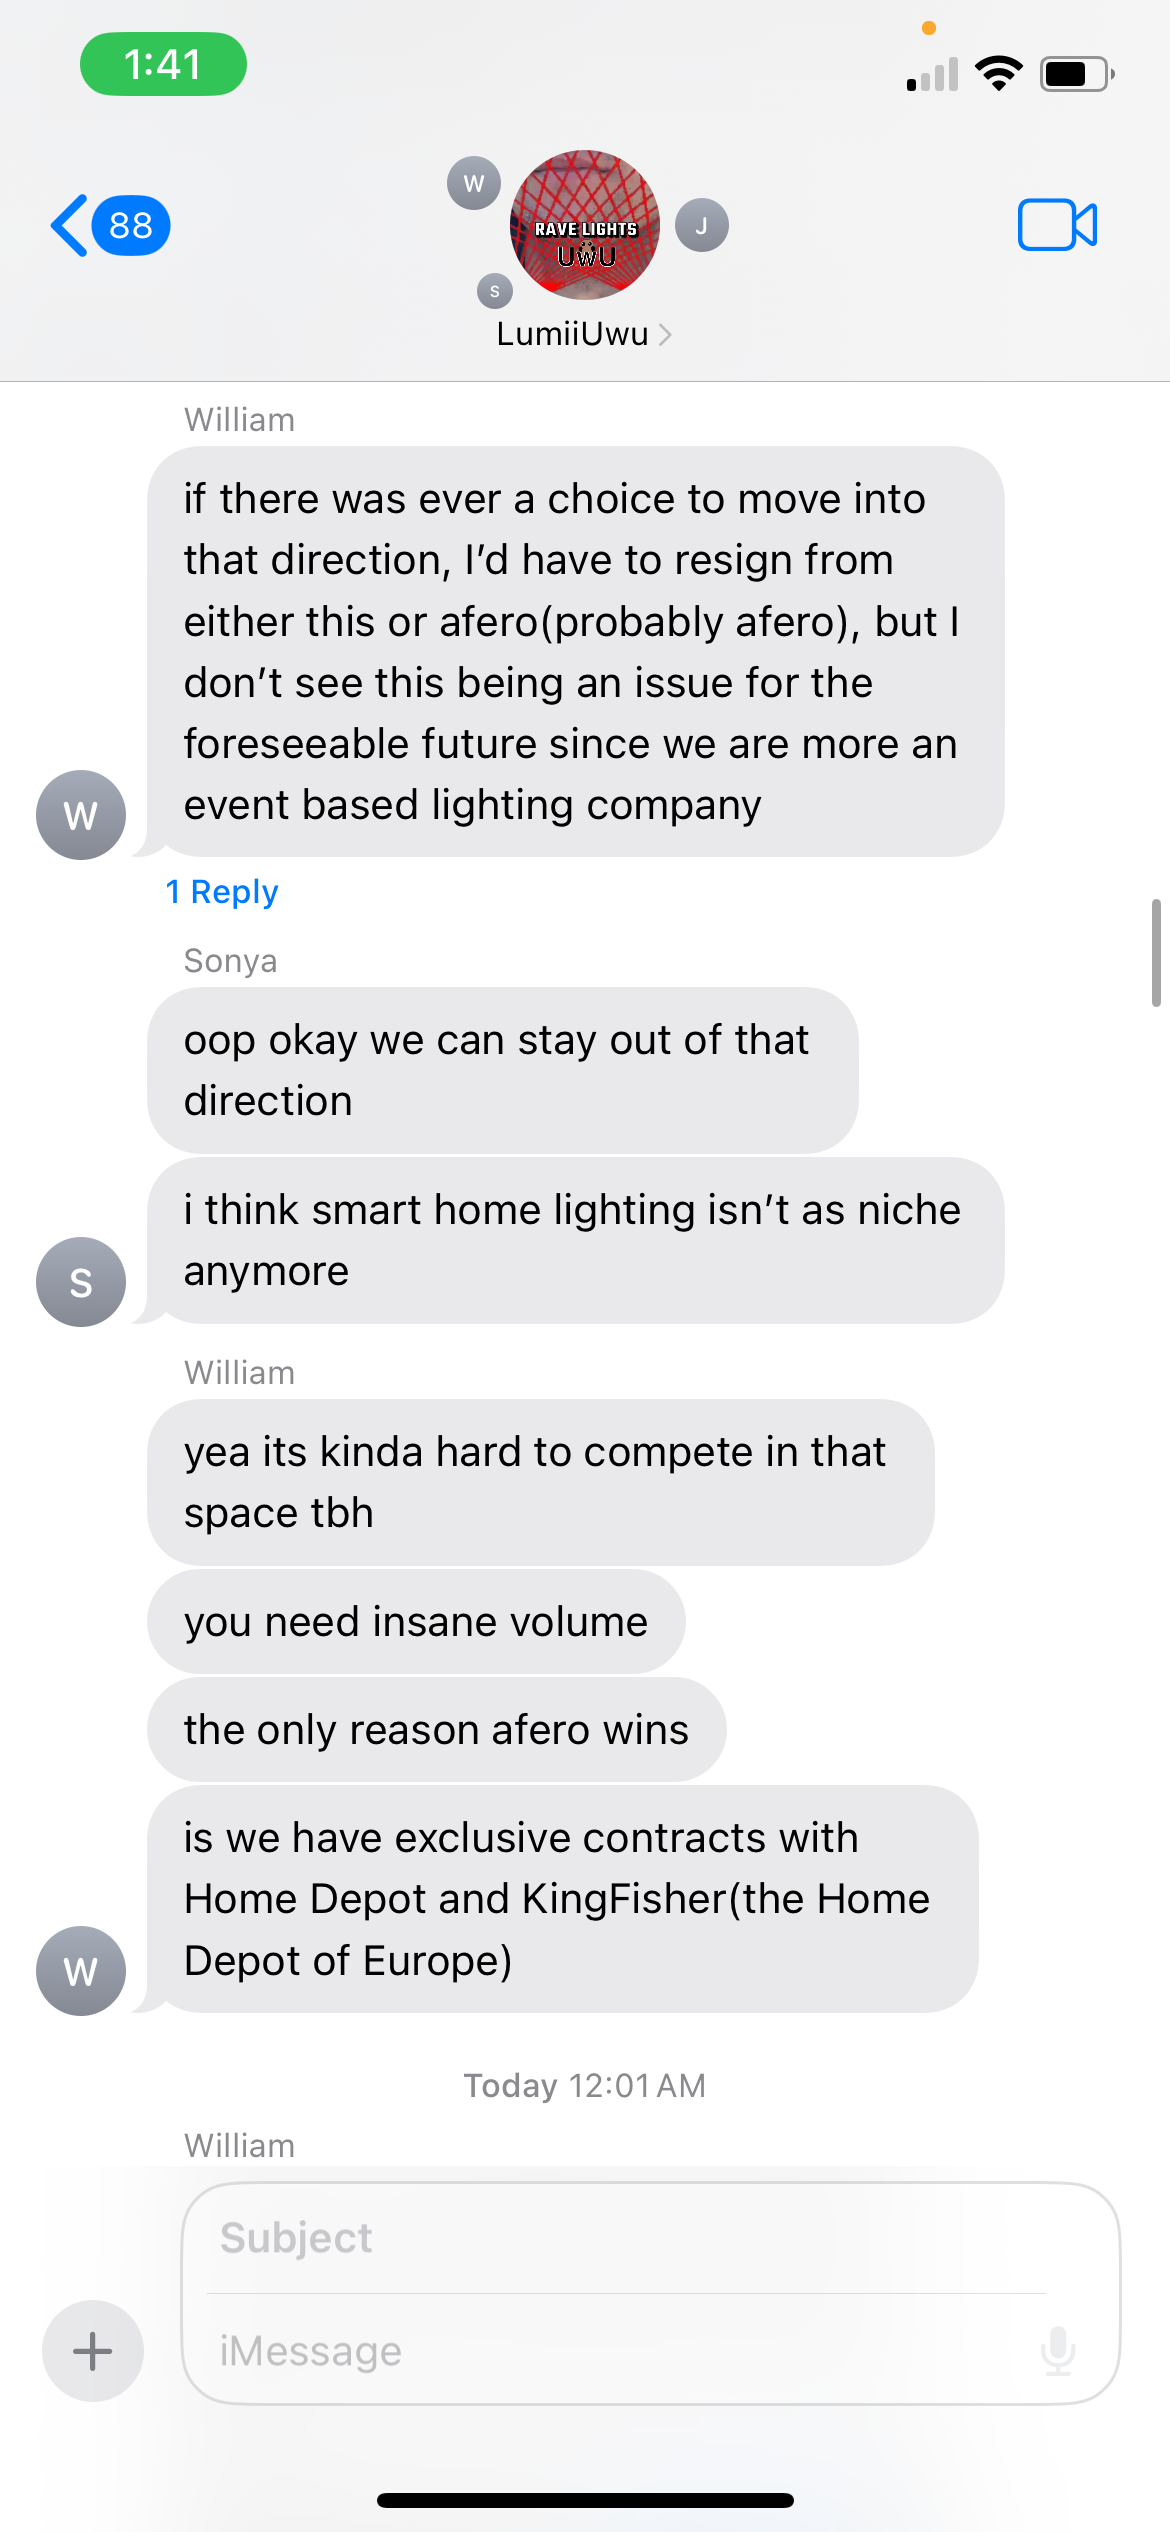 1:41
88
W
J
S
RAVE LIGHTS
UWU
LumiiUwu
William
if there was ever a choice to move into
that direction, I’d have to resign from
either this or afero(probably afero), but I
don’t see this being an issue for the
foreseeable future since we are more an
event based lighting company
W
1 Reply
Sonya
oop okay we can stay out of that
direction
i think smart home lighting isn’t as niche
anymore
S
William
yea its kinda hard to compete in that
space tbh
you need insane volume
the only reason afero wins
is we have exclusive contracts with
Home Depot and KingFisher(the Home
Depot of Europe)
W
Today 12:01 AM
William
Subject
iMessage